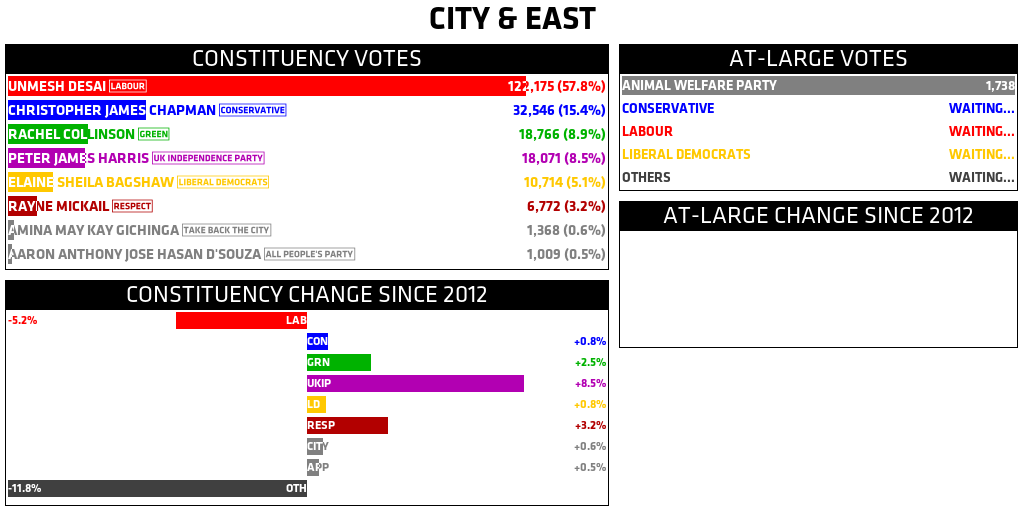 CITY & EAST
CONSTITUENCY VOTES
UNMESH DESAI LABOUR 122,175 (57.8%)
CHRISTOPHER JAMES CHAPMAN CONSERVATIVE 32,546 (15.4%)
RACHEL COLLINSON GREEN 18,766 (8.9%)
PETER JAMES HARRIS UK INDEPENDENCE PARTY 18,071 (8.5%)
ELAINE SHEILA BAGSHAW LIBERAL DEMOCRATS 10,714 (5.1%)
RAYNE MICKAIL RESPECT 6,772 (3.2%)
AMINA MAY KAY GICHINGA TAKE BACK THE CITY 1,368 (0.6%)
AARON ANTHONY JOSE HASAN D'SOUZA ALL PEOPLE'S PARTY 1,009 (0.5%)
CONSTITUENCY CHANGE SINCE 2012
-5.2% LAB
CON +0.8%
GRN +2.5%
UKIP +8.5%
LD +0.8%
RESP +3.2%
CITY +0.6%
APP +0.5%
-11.8% OTH
AT-LARGE VOTES
ANIMAL WELFARE PARTY 1,738
CONSERVATIVE WAITING...
LABOUR WAITING...
LIBERAL DEMOCRATS WAITING...
OTHERS WAITING...
AT-LARGE CHANGE SINCE 2012